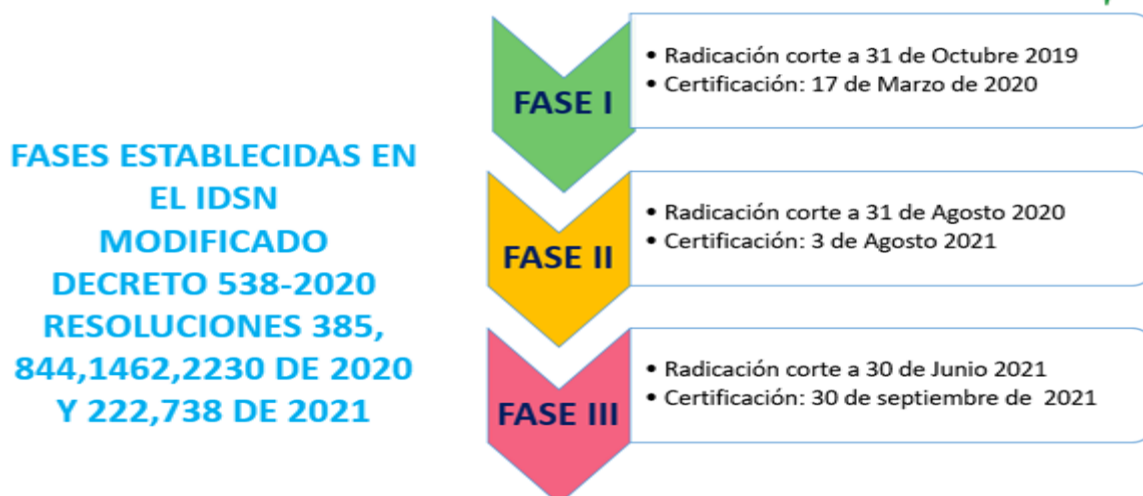 FASES ESTABLECIDAS EN
EL IDSN
MODIFICADO
DECRETO 538-2020
RESOLUCIONES 385,
844,1462,2230 DE 2020
Y 222,738 DE 2021
FASE I
• Radicación corte a 31 de Octubre 2019
• Certificación: 17 de Marzo de 2020
FASE II
• Radicación corte a 31 de Agosto 2020
• Certificación: 3 de Agosto 2021
FASE III
• Radicación corte a 30 de Junio 2021
• Certificación: 30 de septiembre de 2021